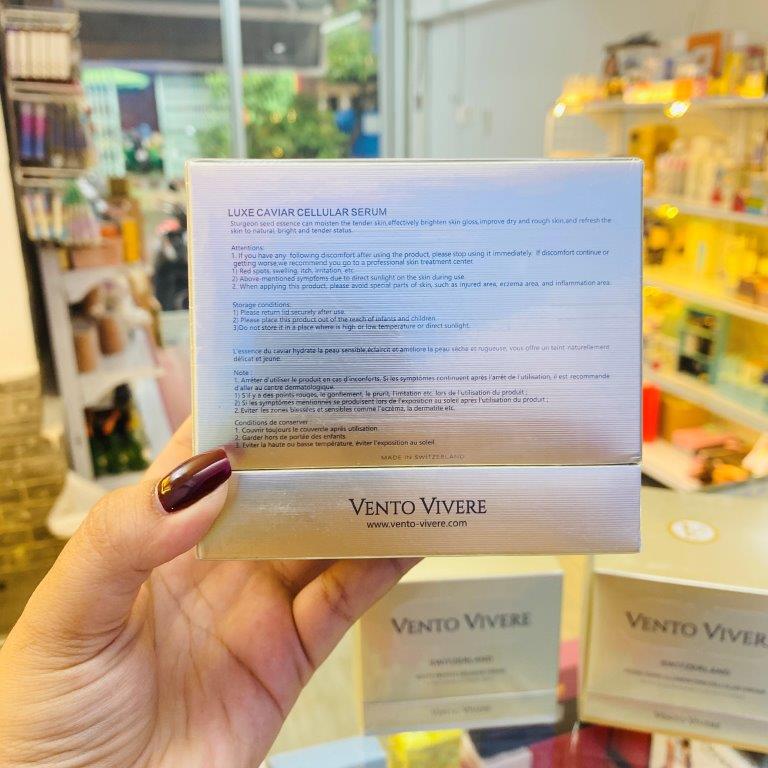 LUXE CAVIAR CELLULAR SERUM
Sturgeon seed essence can moisten the tender skin,effectively brighten skin gloss,improve dry and rough skin,and refresh the
skin to natural, bright and tender status.
Attentions:
1. If you have any following discomfort after using the product, please stop using it immediately. If discomfort continue or
getting worse,we recommend you go to a professional skin treatment center.
1) Red spots, swelling, itch, irritation, etc.
2) Above-mentioned symptoms due to direct sunlight on the skin during use.
2. When applying this product, please avoid special parts of skin, such as injured area, eczema area, and inflammation area.
Storage conditions:
1) Please return lid securely after use.
2) Please place this product out of the reach of infants and children.
3)Do not store it in a place where is high or low temperature or direct sunlight.
L'essence du caviar hydrate la peau sensible,éclaircit et améliore la peau sèche et rugueuse, vous offre un teint naturellement
délicat et jeune.
Note :
1. Arrêter d'utiliser le produit en cas d'inconforts. Si les symptômes continuent après l'arrêt de l'utilisation, il est recommandé
d'aller au centre dermatologique.
1) S'il y a des points rouges, le gonflement, le prurit, l'irritation etc. lors de l'utilisation du produit ;
2) Si les symptômes mentionnés se produisent lors de l'exposition au soleil après l'utilisation du produit ;
2. Eviter les zones blessées et sensibles comme l'eczéma, la dermatite etc.
Conditions de conserver :
1. Couvrir toujours le couvercle après utilisation.
2. Garder hors de portée des enfants.
3. Eviter la haute ou basse température, éviter l'exposition au soleil.
MADE IN SWITZERLAND
VENTO VIVERE
www.vento-vivere.com
VENTO VIVERE
SWITZERLAND
VENTO VIVERE
VENTO VIVER
SWITZERLAND
VENTO VIVERE